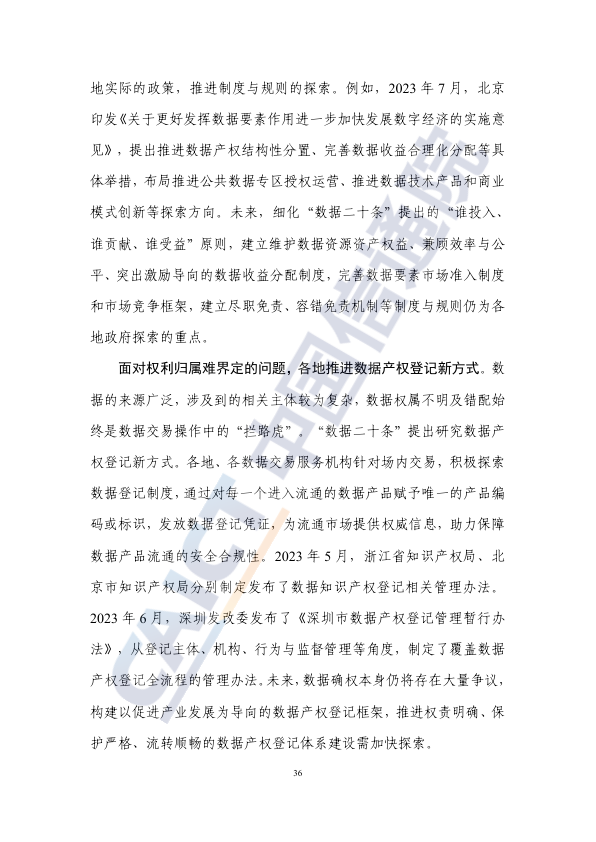 地实际的政策，推进制度与规则的探索。例如，2023 年 7 月，北京
印发《关于更好发挥数据要素作用进一步加快发展数字经济的实施意
见》，提出推进数据产权结构性分置、完善数据收益合理化分配等具
体举措，布局推进公共数据专区授权运营、推进数据技术产品和商业
模式创新等探索方向。未来，细化“数据二十条”提出的“谁投入、
谁贡献、谁受益”原则，建立维护数据资源资产权益、兼顾效率与公
平、突出激励导向的数据收益分配制度，完善数据要素市场准入制度
和市场竞争框架，建立尽职免责、容错免责机制等制度与规则仍为各
地政府探索的重点。
面对权利归属难界定的问题，各地推进数据产权登记新方式。数
据的来源广泛，涉及到的相关主体较为复杂，数据权属不明及错配始
终是数据交易操作中的“拦路虎”。“数据二十条”提出研究数据产
权登记新方式。各地、各数据交易服务机构针对场内交易，积极探索
数据登记制度，通过对每一个进入流通的数据产品赋予唯一的产品编
码或标识，发放数据登记凭证，为流通市场提供权威信息，助力保障
数据产品流通的安全合规性。2023 年 5 月，浙江省知识产权局、北
京市知识产权局分别制定发布了数据知识产权登记相关管理办法。
2023 年 6 月，深圳发改委发布了《深圳市数据产权登记管理暂行办
法》，从登记主体、机构、行为与监督管理等角度，制定了覆盖数据
产权登记全流程的管理办法。未来，数据确权本身仍将存在大量争议，
构建以促进产业发展为导向的数据产权登记框架，推进权责明确、保
护严格、流转顺畅的数据产权登记体系建设需加快探索。
36
CAICT 中国信通院